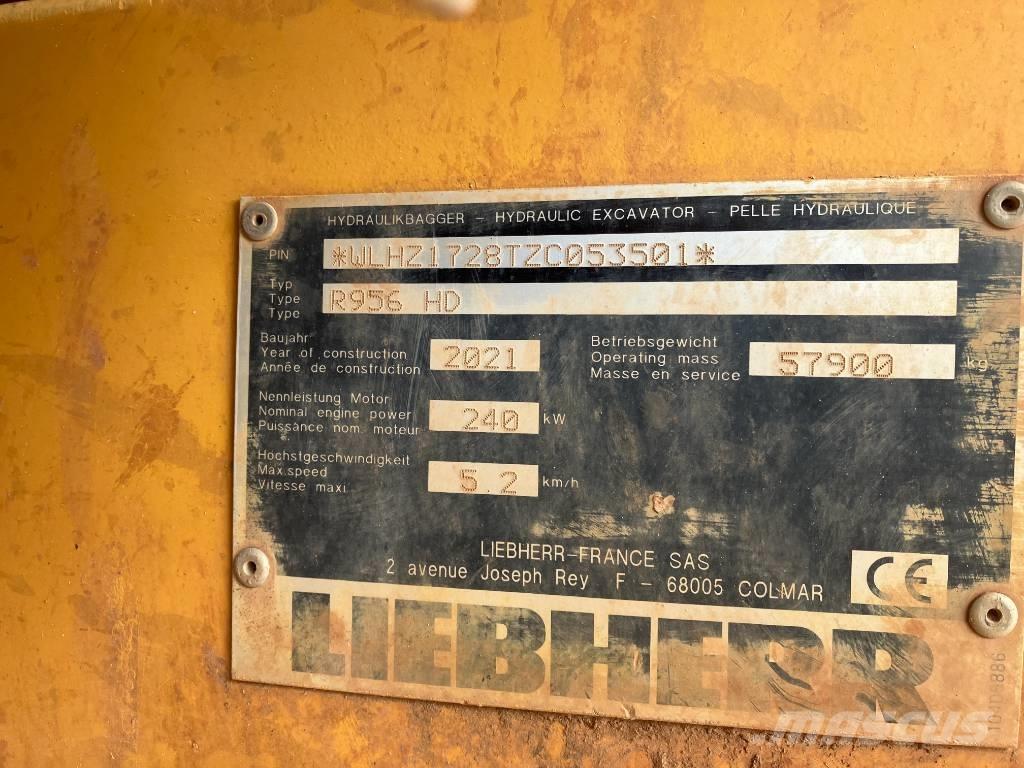 HYDRAULIKBAGGER - HYDRAULIC EXCAVATOR - PELLE HYDRAULIQUE
PIN *WLHZ1728TZC053501*
Typ
Type
Type
R956 HD
Baujahr
Year of construction
Année de construction
2021
Betriebsgewicht
Operating mass
Masse en service
57900 kg
Nennleistung Motor
Nominal engine power
Puissance nom. moteur
240 kW
Höchstgeschwindigkeit
Max.speed
Vitesse maxi
5.2 km/h
LIEBHERR-FRANCE SAS
2 avenue Joseph Rey F - 68005 COLMAR
CE
LIEBHERR
mascus